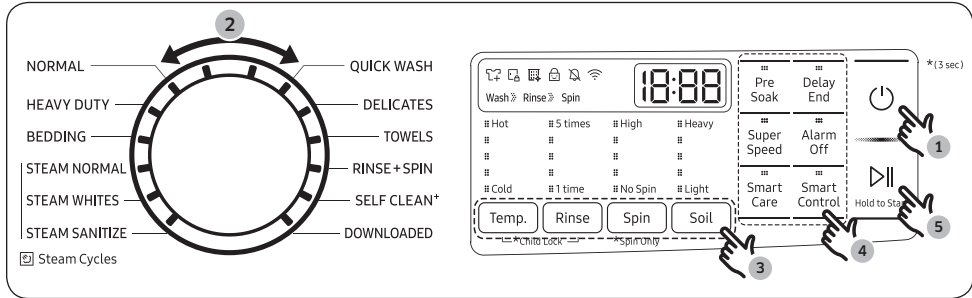 2
NORMAL
HEAVY DUTY
BEDDING
STEAM NORMAL
STEAM WHITES
STEAM SANITIZE
Steam Cycles
QUICK WASH
DELICATES
TOWELS
RINSE+SPIN
SELF CLEAN+
DOWNLOADED
Wash» Rinse» Spin
18:88
Hot 5 times High Heavy
Cold 1 time No Spin Light
Temp. Rinse Spin Soil
*Child Lock *Spin Only
3
Pre Soak
Delay End
Super Speed
Alarm Off
Smart Care
Smart Control
4
*(3 sec)
1
Hold to Start
5